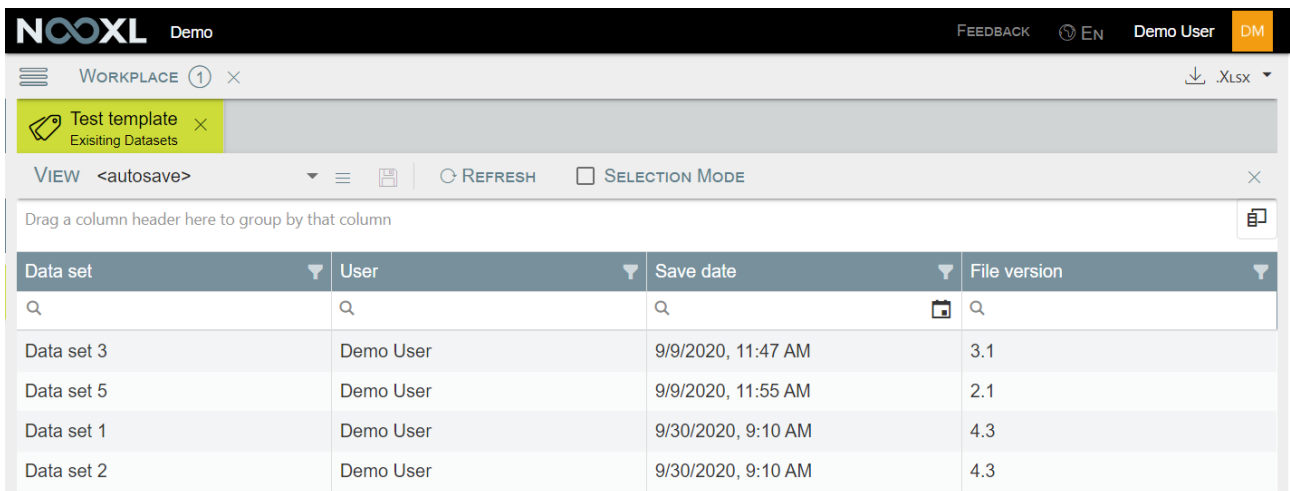 NOOXL Demo FEEDBACK EN Demo User DM
WORKPLACE 1 .XLSX
Test template
Exisiting Datasets
VIEW <autosave> REFRESH SELECTION MODE
Drag a column header here to group by that column
Data set User Save date File version
Data set 3 Demo User 9/9/2020, 11:47 AM 3.1
Data set 5 Demo User 9/9/2020, 11:55 AM 2.1
Data set 1 Demo User 9/30/2020, 9:10 AM 4.3
Data set 2 Demo User 9/30/2020, 9:10 AM 4.3